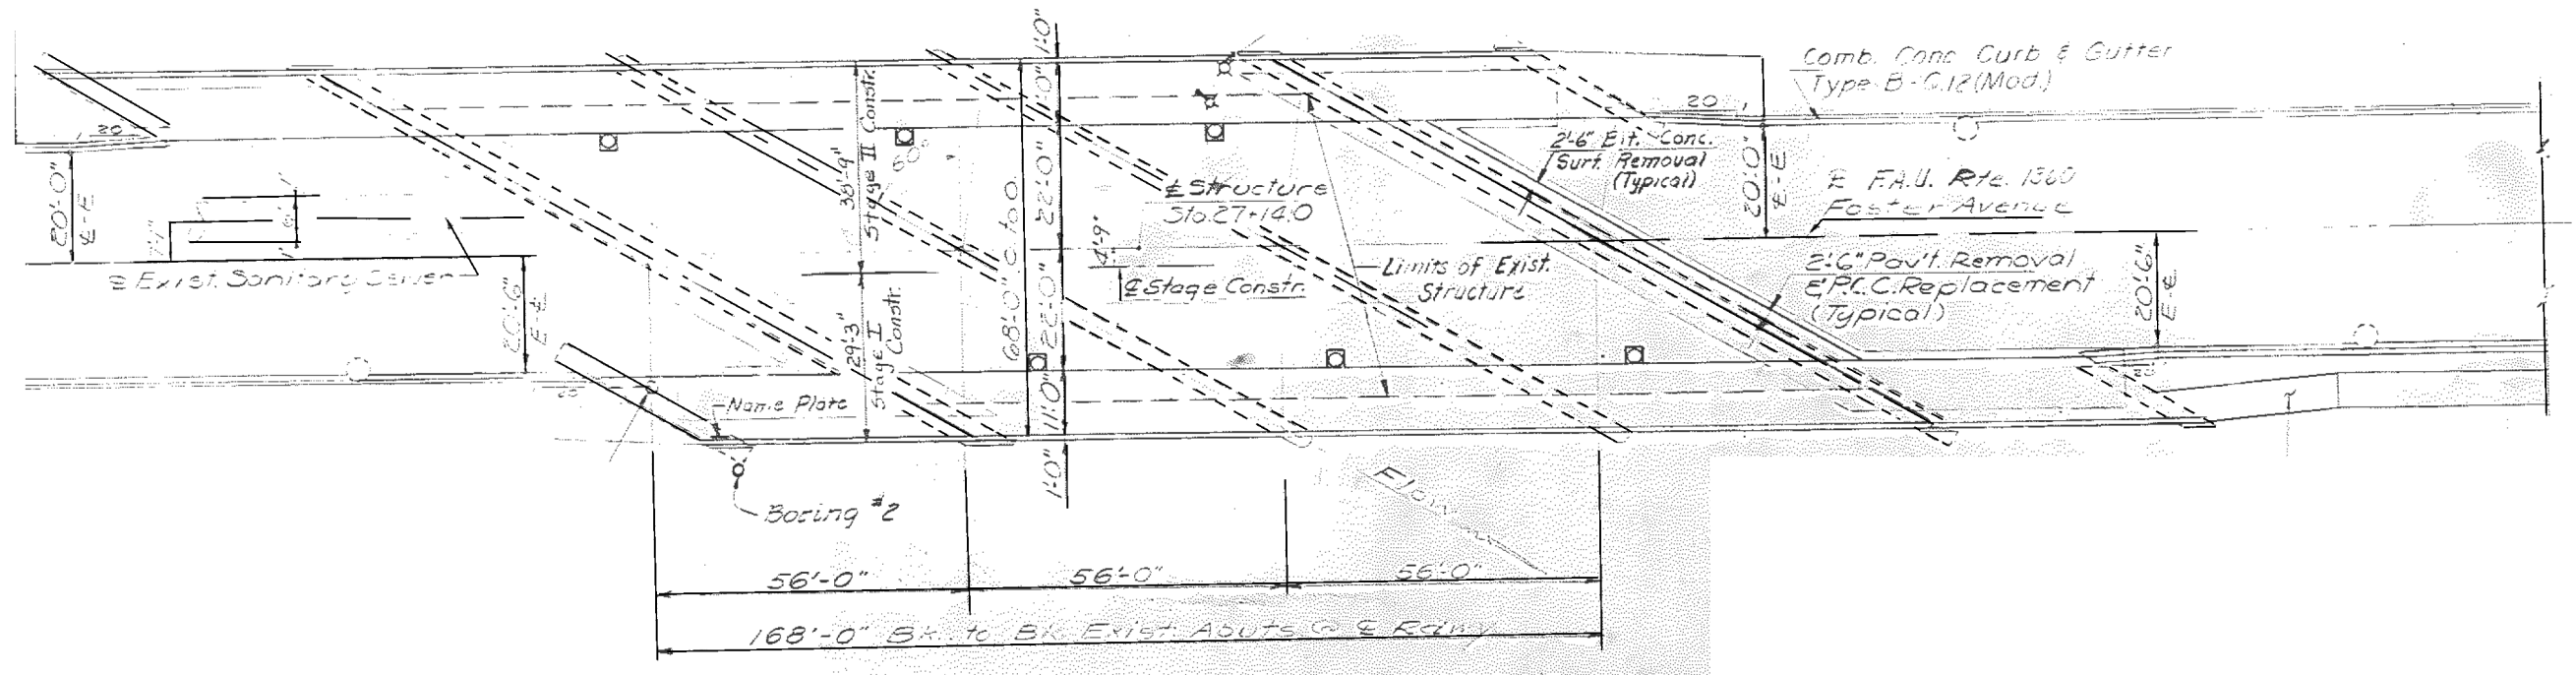 20
20'-0"
E-℄
℄ Exist. Sanitary Sewer
20'-6"
E-℄
Name Plate
Boring #2
38'-9"
Stage II Constr.
29'-3"
Stage I
Constr.
60°
68'-0" o. to o.
1'-0"
11'-0"
22'-0"
22'-0"
11'-0"
1'-0"
℄ Structure
Sta. 27+14.0
4'-9"
℄ Stage Constr.
Limits of Exist.
Structure
2'-6" Bit. Conc.
Surf. Removal
(Typical)
20
20'-0"
℄-E
Comb. Conc. Curb & Gutter
Type B-6.12 (Mod.)
℄ F.A.U. Rte. 1360
Foster Avenue
2'-6" Pav't. Removal
& P.C.C. Replacement
(Typical)
20'-6"
E-℄
Flow
56'-0"
56'-0"
56'-0"
168'-0" Bk. to Bk. Exist. Abuts @ ℄ Rdwy